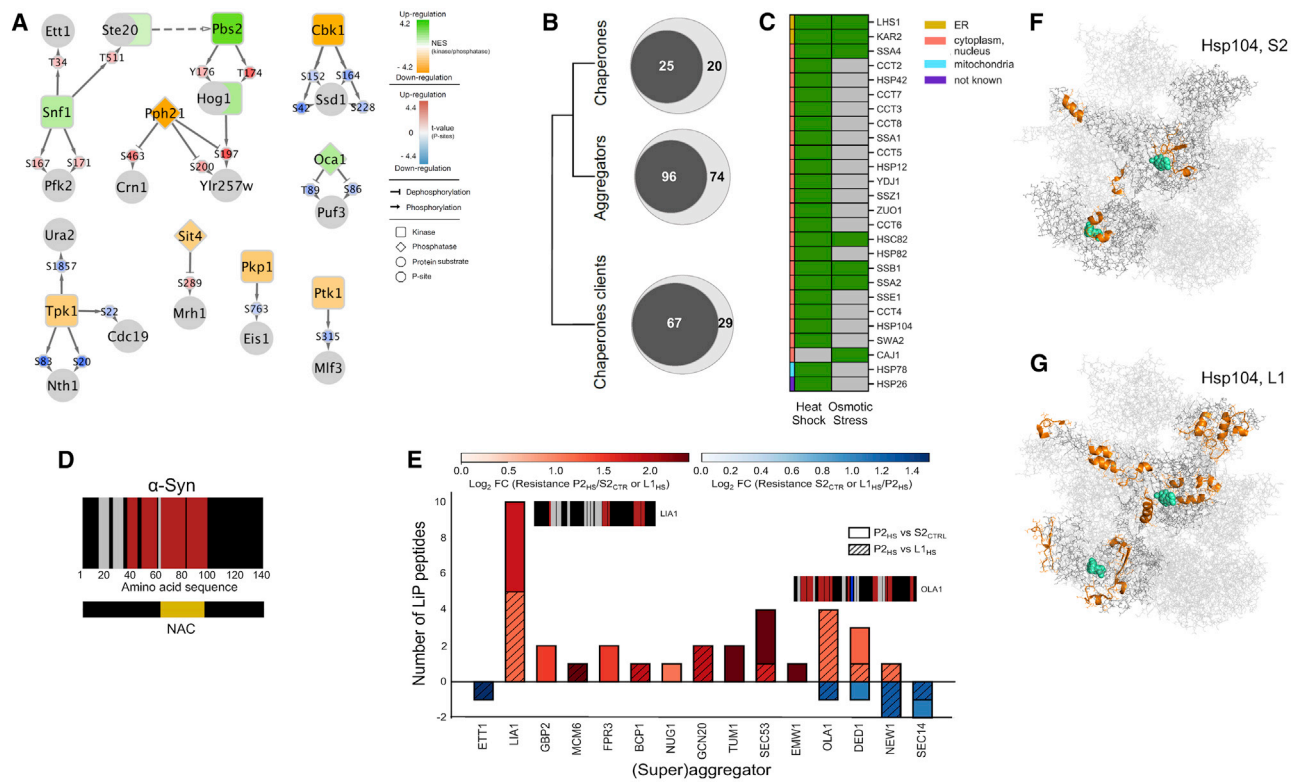 A
Ett1
Ste20
Pbs2
Cbk1
T34
T511
Y176
T174
S152
S164
S42
S228
Ssd1
Snf1
Hog1
Pph21
S167
S171
S463
S200
S197
Pfk2
Crn1
Ylr257w
Oca1
T89
S86
Puf3
Ura2
S1857
Sit4
S289
Mrh1
Pkp1
S763
Eis1
Ptk1
S315
Mlf3
Tpk1
S22
Cdc19
S83
S20
Nth1
Up-regulation
4.2
NES
(kinase/phosphatase)
- 4.2
Down-regulation
Up-regulation
4.4
t-value
(P-sites)
- 4.4
Down-regulation
Dephosphorylation
Phosphorylation
Kinase
Phosphatase
Protein substrate
P-site
B
Chaperones
25
20
Aggregators
96
74
Chaperones clients
67
29
C
LHS1
KAR2
SSA4
CCT2
HSP42
CCT7
CCT3
CCT8
SSA1
CCT5
HSP12
YDJ1
SSZ1
ZUO1
CCT6
HSC82
HSP82
SSB1
SSA2
SSE1
CCT4
HSP104
SWA2
CAJ1
HSP78
HSP26
Heat Shock
Osmotic Stress
ER
cytoplasm,
nucleus
mitochondria
not known
D
α-Syn
1 20 40 60 80 100 120 140
Amino acid sequence
NAC
E
0.0 0.5 1.0 1.5 2.0
Log2 FC (Resistance P2HS/S2CTR or L1HS)
0.0 0.2 0.4 0.6 0.8 1.0 1.2 1.4
Log2 FC (Resistance S2CTR or L1HS/P2HS)
Number of LiP peptides
10
8
6
4
2
0
-2
LIA1
P2HS vs S2CTRL
P2HS vs L1HS
OLA1
ETT1
LIA1
GBP2
MCM6
FPR3
BCP1
NUG1
GCN20
TUM1
SEC53
EMW1
OLA1
DED1
NEW1
SEC14
(Super)aggregator
F
Hsp104, S2
G
Hsp104, L1